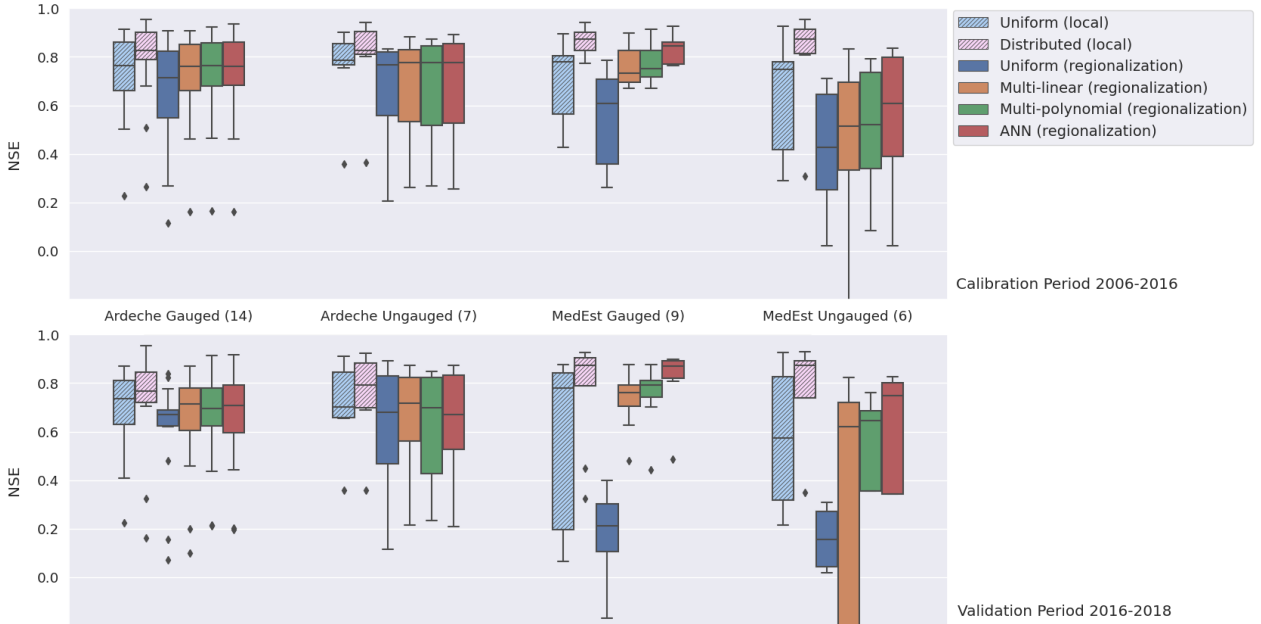 1.0
0.8
0.6
0.4
0.2
0.0
NSE
Uniform (local)
Distributed (local)
Uniform (regionalization)
Multi-linear (regionalization)
Multi-polynomial (regionalization)
ANN (regionalization)
Calibration Period 2006-2016
Ardeche Gauged (14)
Ardeche Ungauged (7)
MedEst Gauged (9)
MedEst Ungauged (6)
1.0
0.8
0.6
0.4
0.2
0.0
NSE
Validation Period 2016-2018